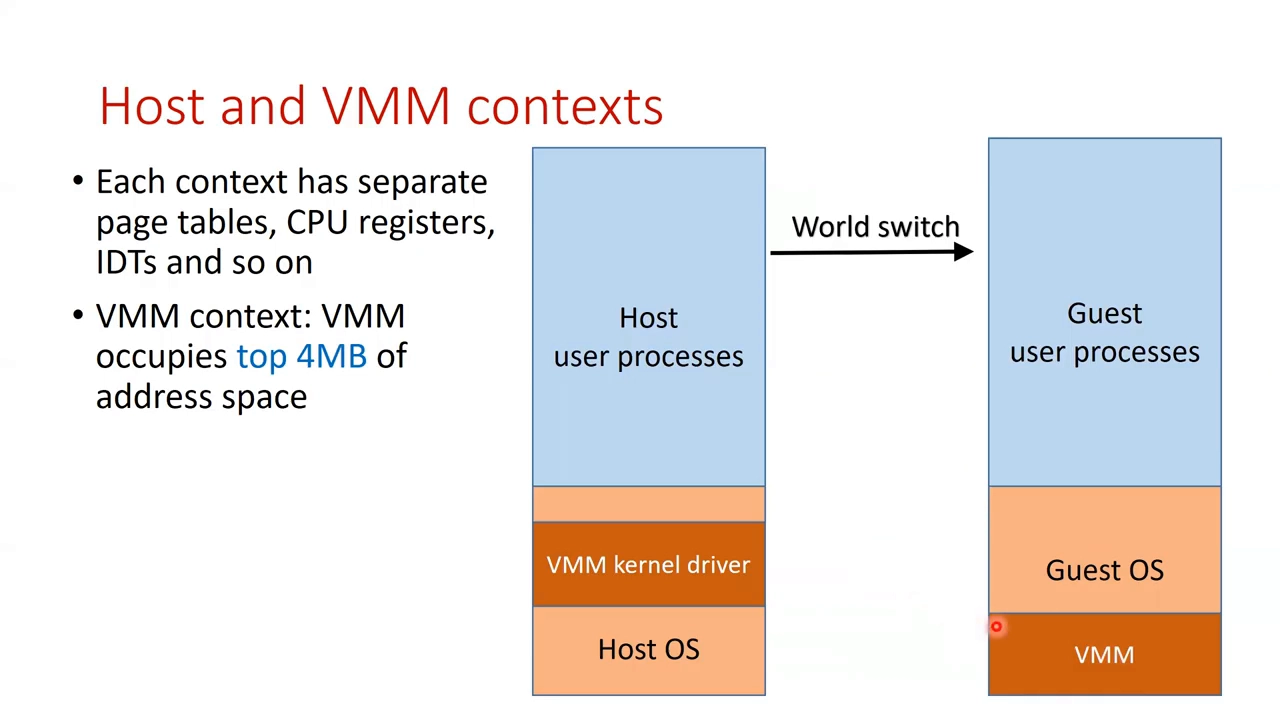 Host and VMM contexts
• Each context has separate
page tables, CPU registers,
IDTs and so on
• VMM context: VMM
occupies top 4MB of
address space
Host
user processes
VMM kernel driver
Host OS
World switch
Guest
user processes
Guest OS
VMM